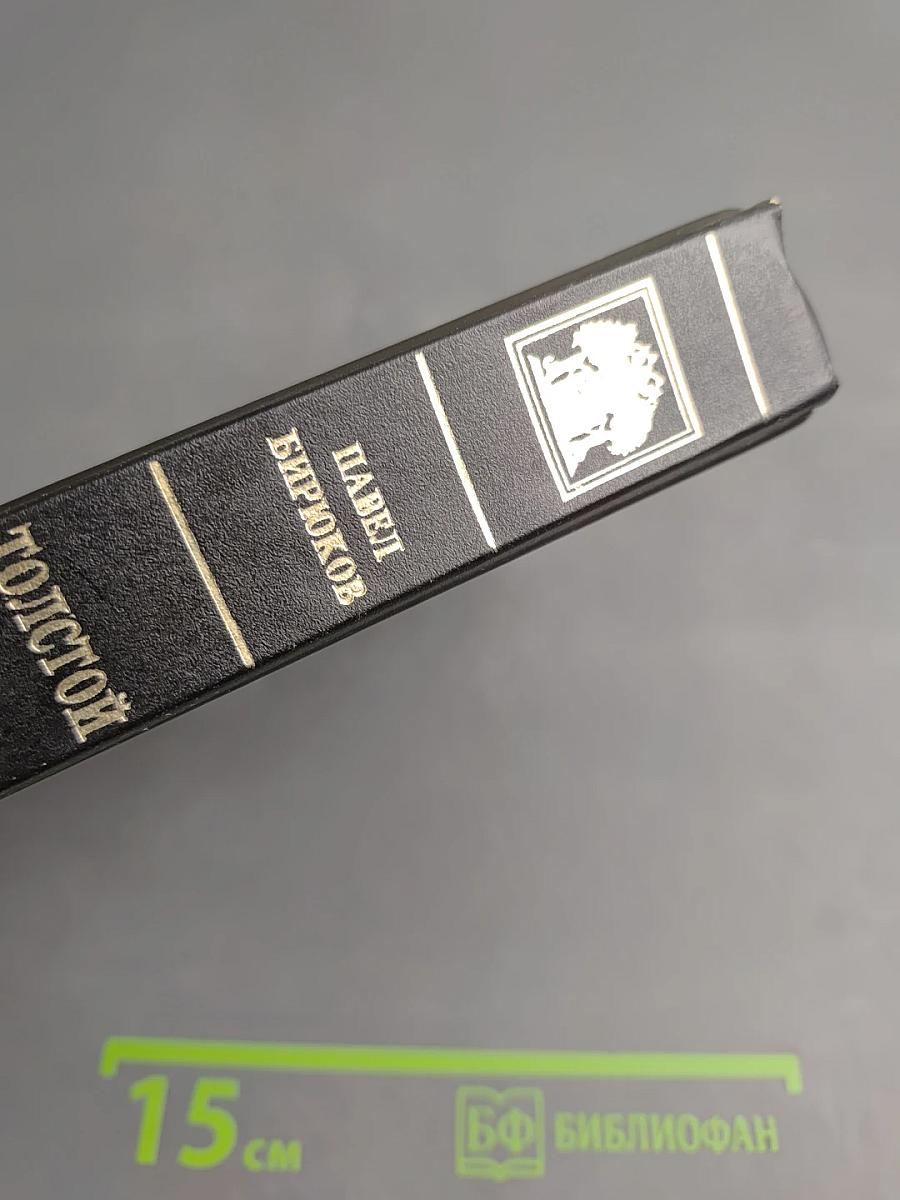 ПАВЕЛ
БИРЮКОВ
ТОЛСТОЙ
15 см
БФ БИБЛИОФАН